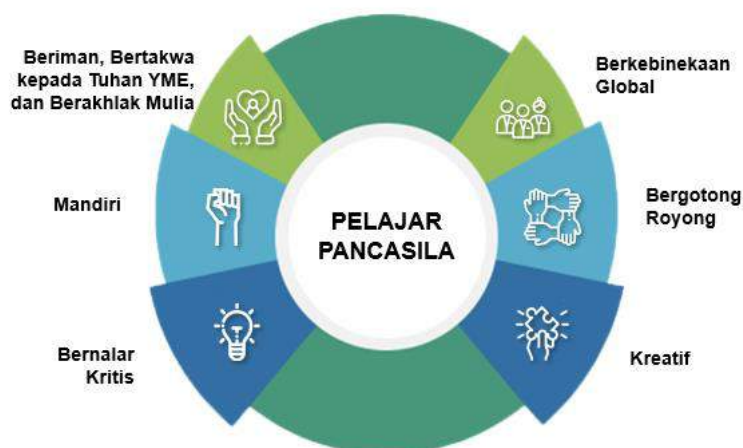 Beriman, Bertakwa
kepada Tuhan YME,
dan Berakhlak Mulia
Berkebinekaan
Global
Mandiri
PELAJAR
PANCASILA
Bergotong
Royong
Bernalar
Kritis
Kreatif